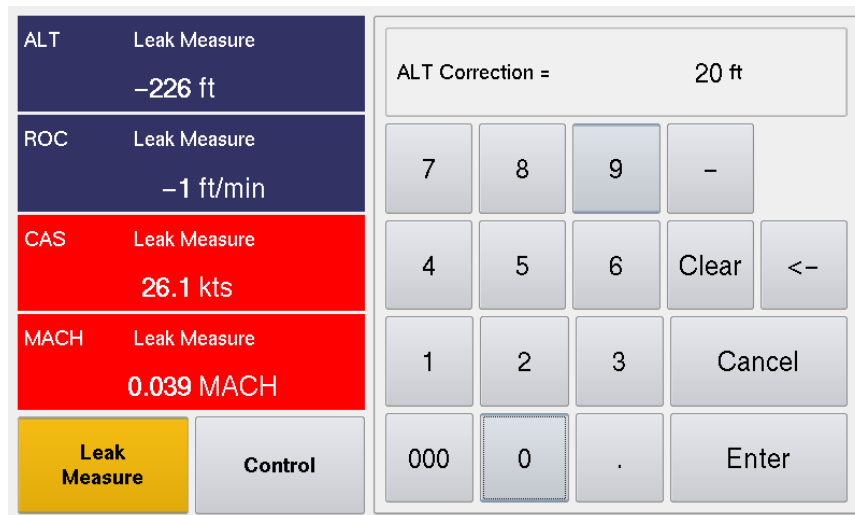 ALT Leak Measure
–226 ft
ROC Leak Measure
–1 ft/min
CAS Leak Measure
26.1 kts
MACH Leak Measure
0.039 MACH
Leak
Measure
Control
ALT Correction = 20 ft
7 8 9 –
4 5 6 Clear <–
1 2 3 Cancel
000 0 . Enter